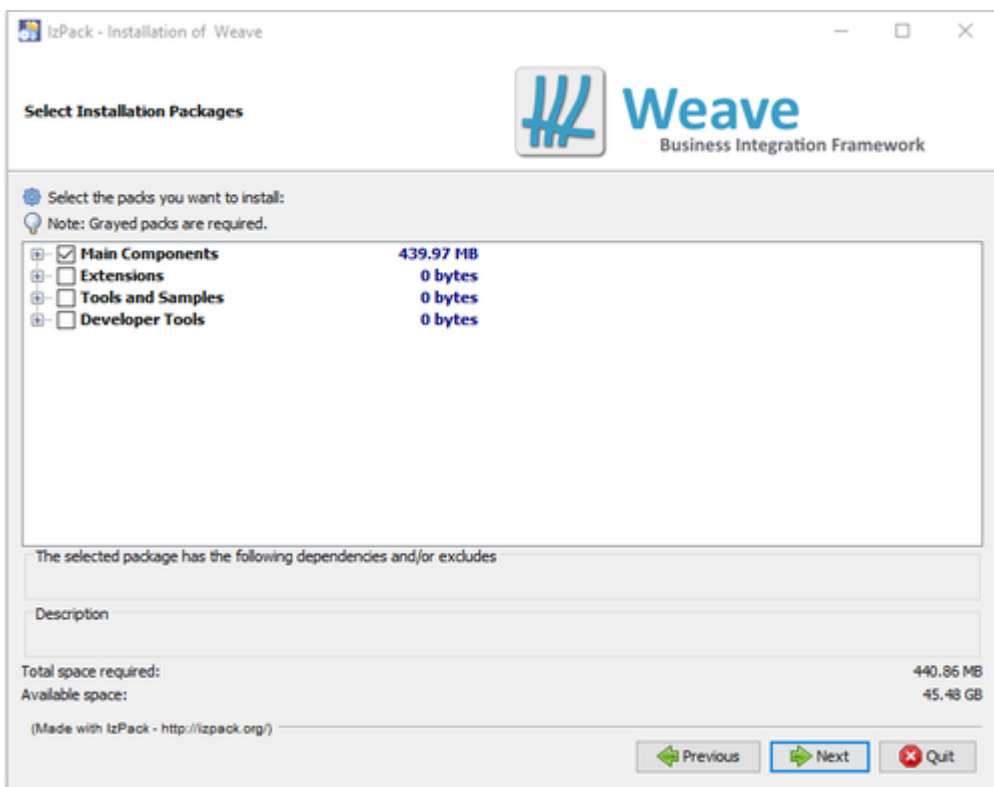 IzPack - Installation of Weave
Select Installation Packages
Weave
Business Integration Framework
Select the packs you want to install:
Note: Grayed packs are required.
Main Components 439.97 MB
Extensions 0 bytes
Tools and Samples 0 bytes
Developer Tools 0 bytes
The selected package has the following dependencies and/or excludes
Description
Total space required: 440.86 MB
Available space: 45.48 GB
(Made with IzPack - http://izpack.org/)
Previous Next Quit